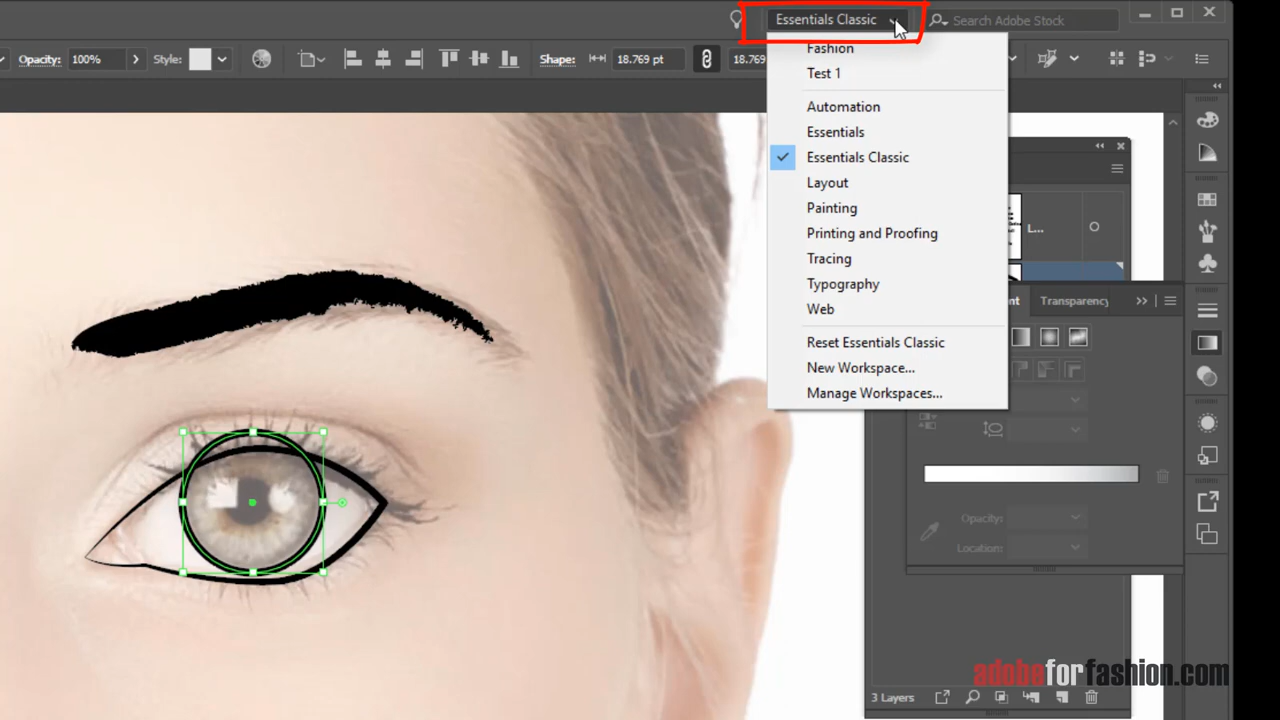 Essentials Classic
Search Adobe Stock
Opacity: 100% Style: Shape: 18.769 pt 18.769
Fashion
Test 1
Automation
Essentials
Essentials Classic
Layout
Painting
Printing and Proofing
Tracing
Typography
Web
Reset Essentials Classic
New Workspace...
Manage Workspaces...
L...
nt Transparency
Opacity:
Location:
3 Layers
adobeforfashion.com